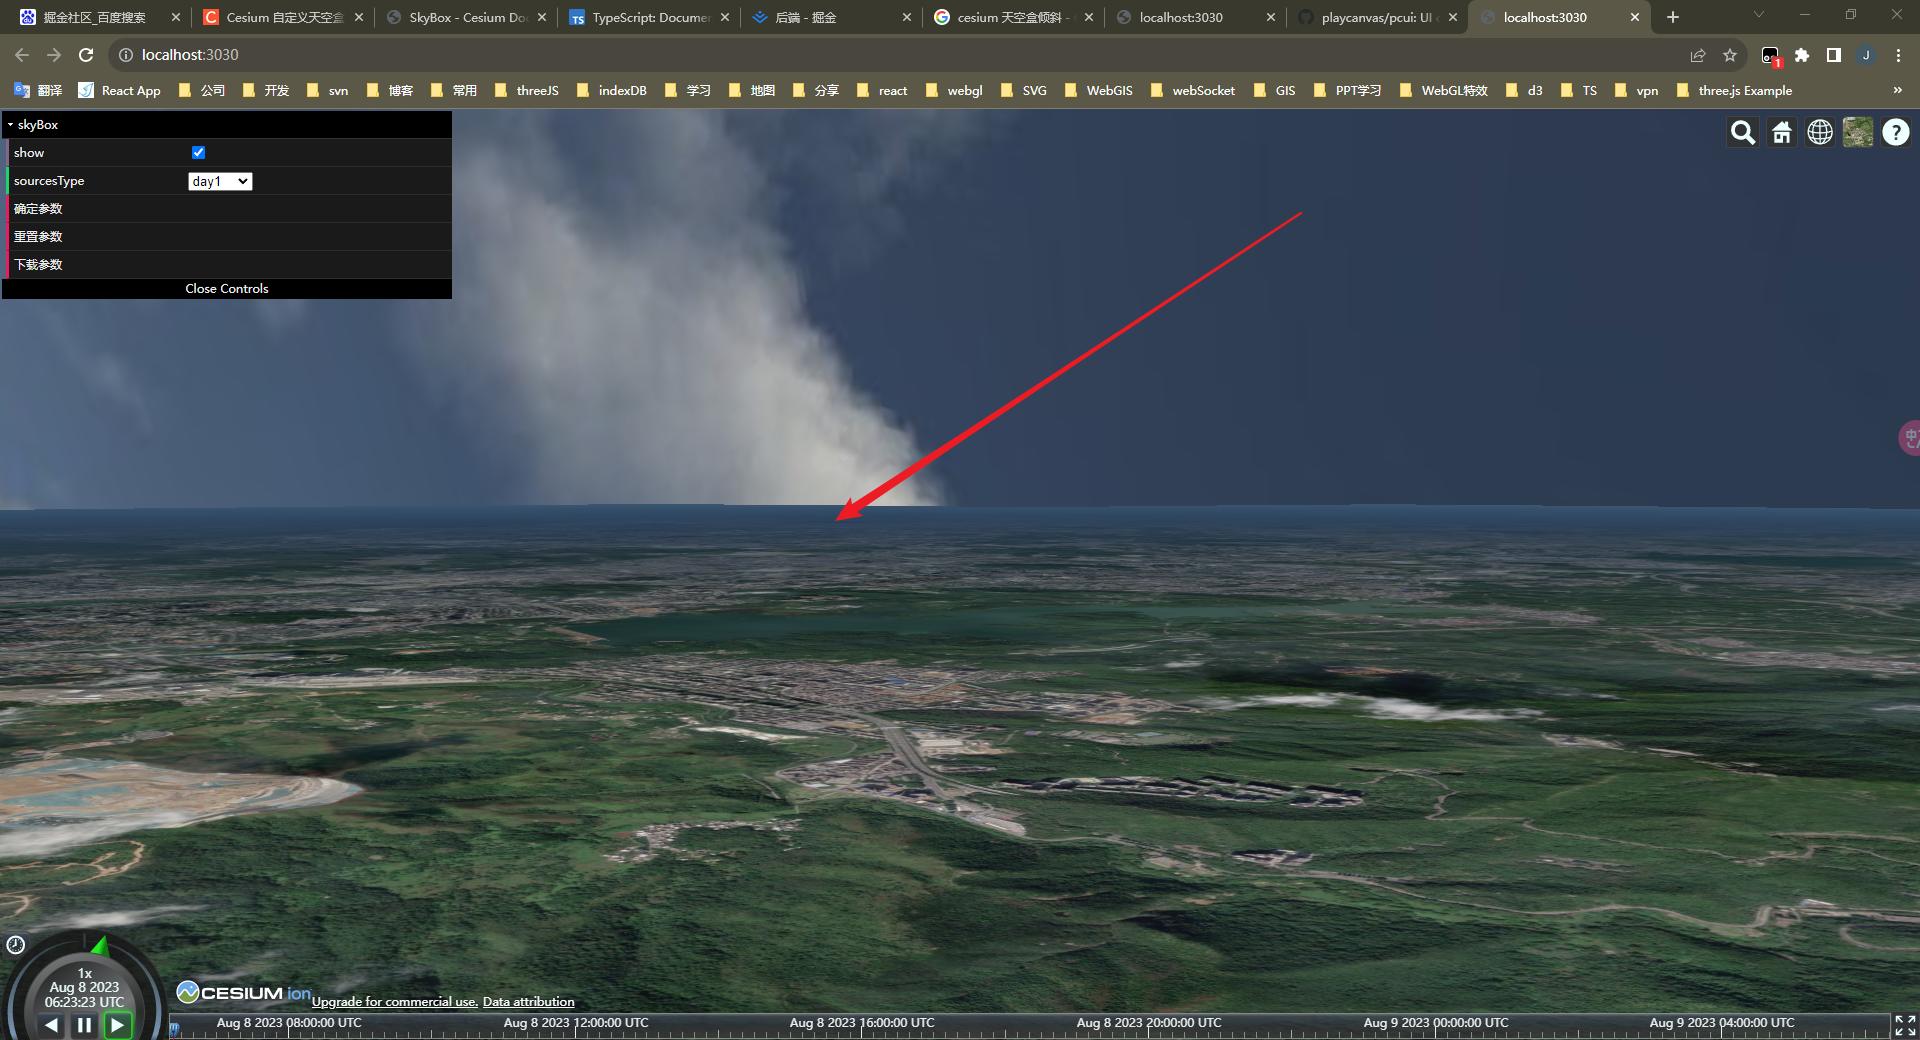 掘金社区_百度搜索
Cesium 自定义天空盒
SkyBox - Cesium Do
TypeScript: Documen
后端 - 掘金
cesium 天空盒倾斜 -
localhost:3030
playcanvas/pcui: UI
localhost:3030
localhost:3030
1
J
翻译
React App
公司
开发
svn
博客
常用
threeJS
indexDB
学习
地图
分享
react
webgl
SVG
WebGIS
webSocket
GIS
PPT学习
WebGL特效
d3
TS
vpn
three.js Example
»
skyBox
show
sourcesType
day1
确定参数
重置参数
下载参数
Close Controls
?
中
1x
Aug 8 2023
06:23:23 UTC
CESIUM ion
Upgrade for commercial use. Data attribution
Aug 8 2023 08:00:00 UTC
Aug 8 2023 12:00:00 UTC
Aug 8 2023 16:00:00 UTC
Aug 8 2023 20:00:00 UTC
Aug 9 2023 00:00:00 UTC
Aug 9 2023 04:00:00 UTC